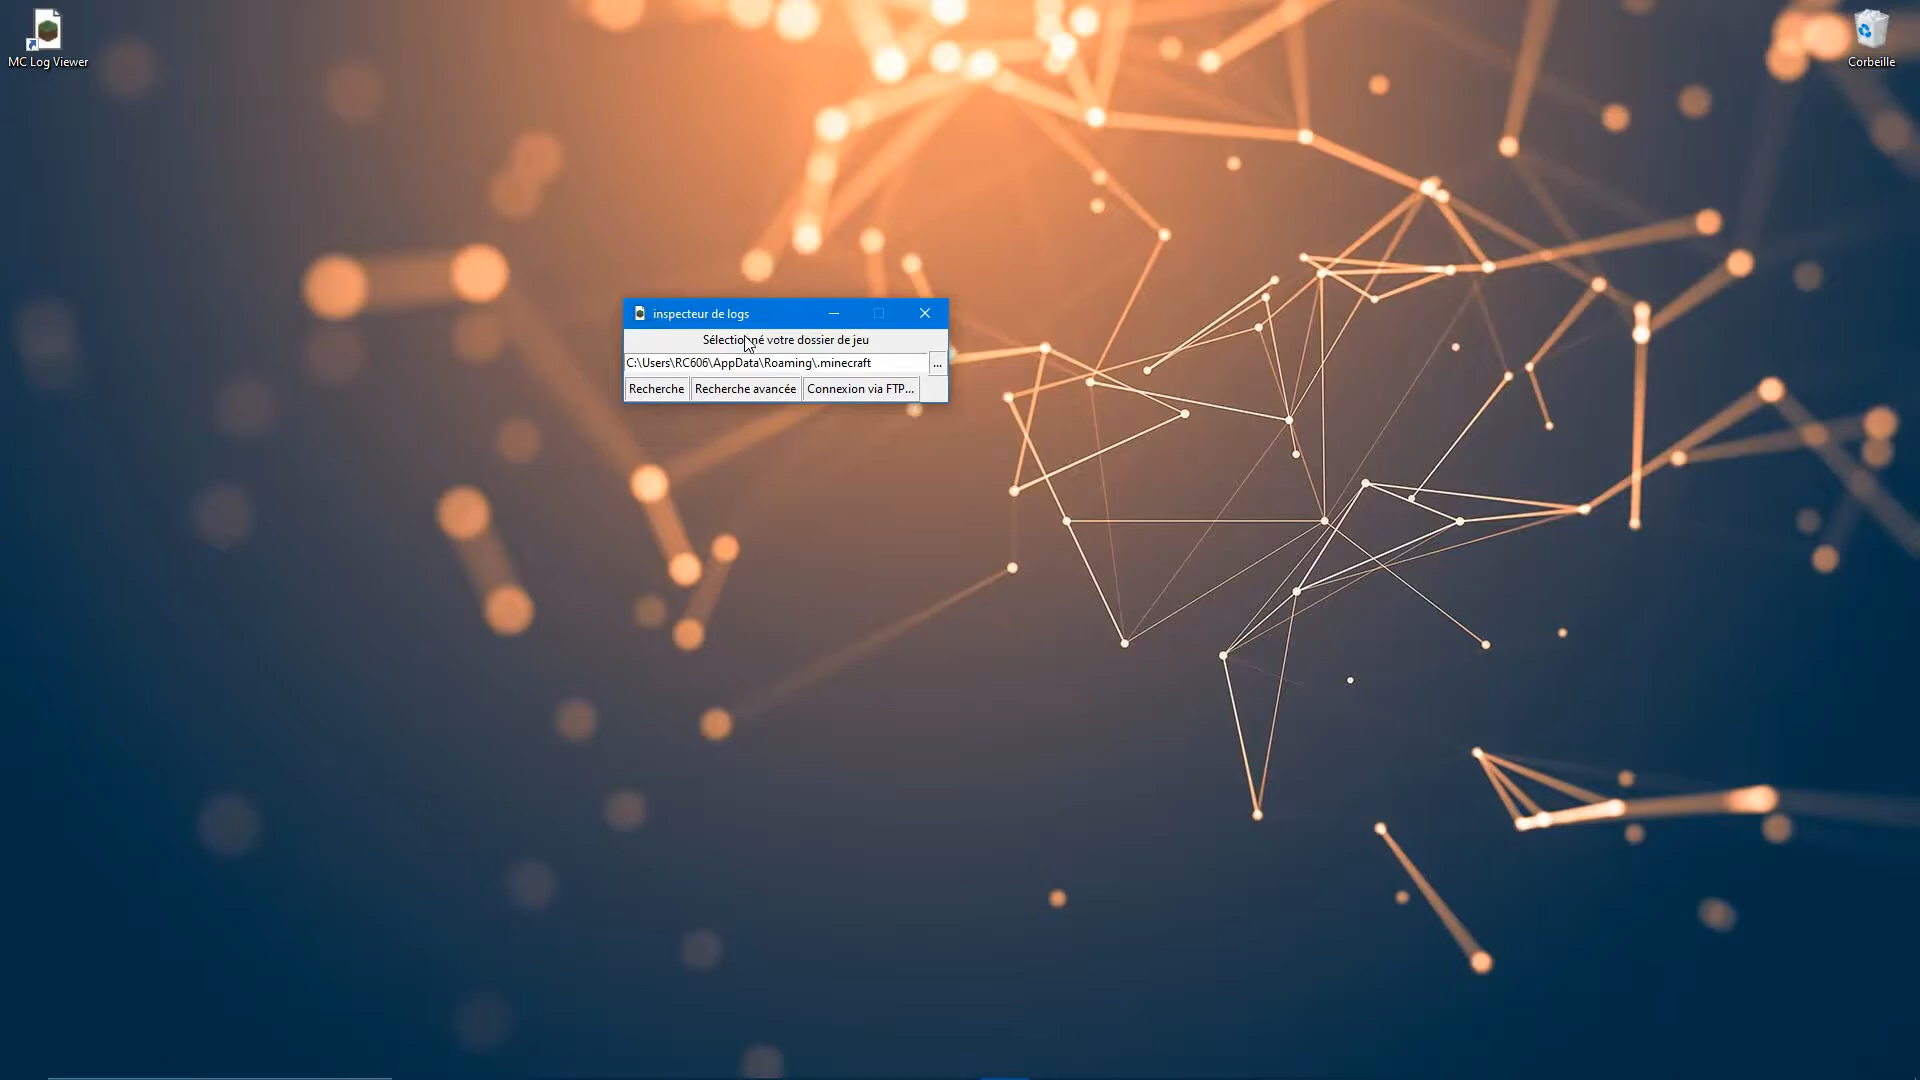 MC Log Viewer
Corbeille
inspecteur de logs
Sélectionné votre dossier de jeu
C:\Users\RC606\AppData\Roaming\.minecraft
...
Recherche
Recherche avancée
Connexion via FTP...